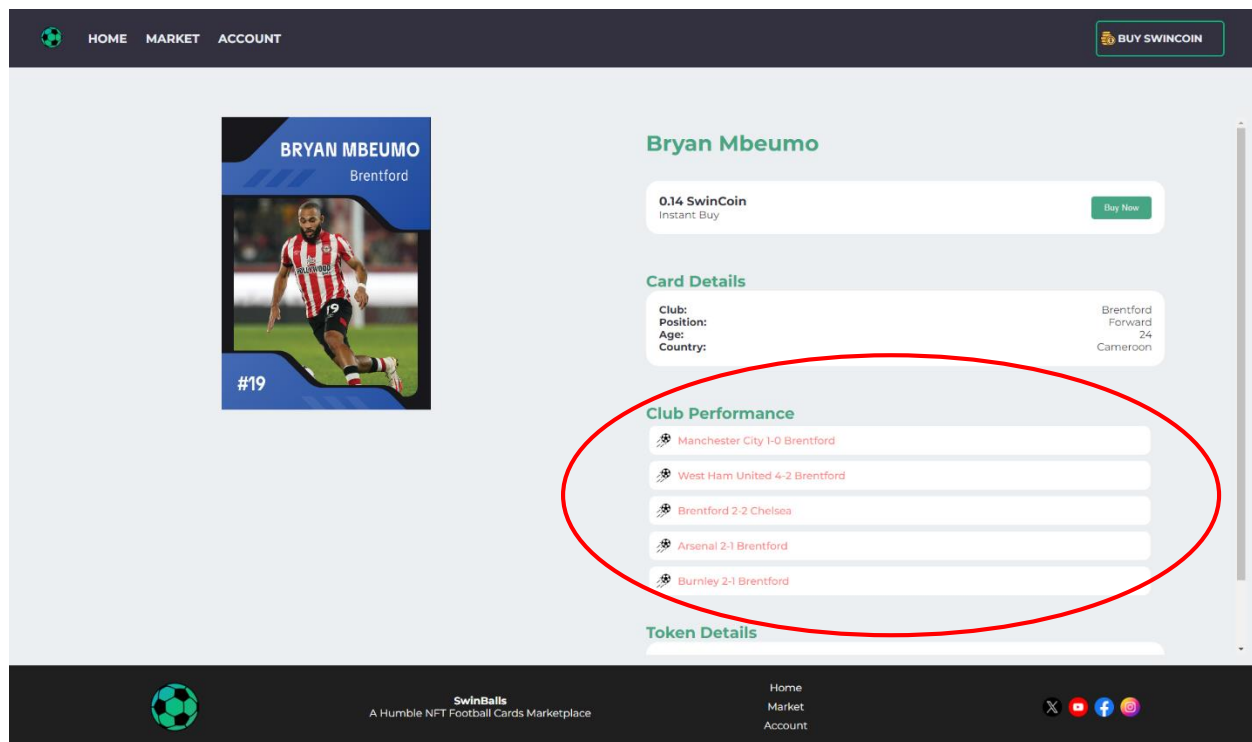 HOME MARKET ACCOUNT
BUY SWINCOIN
BRYAN MBEUMO
Brentford
HOLLYWOOD
19
#19
Bryan Mbeumo
0.14 SwinCoin
Instant Buy
Buy Now
Card Details
Club: Brentford
Position: Forward
Age: 24
Country: Cameroon
Club Performance
Manchester City 1-0 Brentford
West Ham United 4-2 Brentford
Brentford 2-2 Chelsea
Arsenal 2-1 Brentford
Burnley 2-1 Brentford
Token Details
SwinBalls
A Humble NFT Football Cards Marketplace
Home
Market
Account